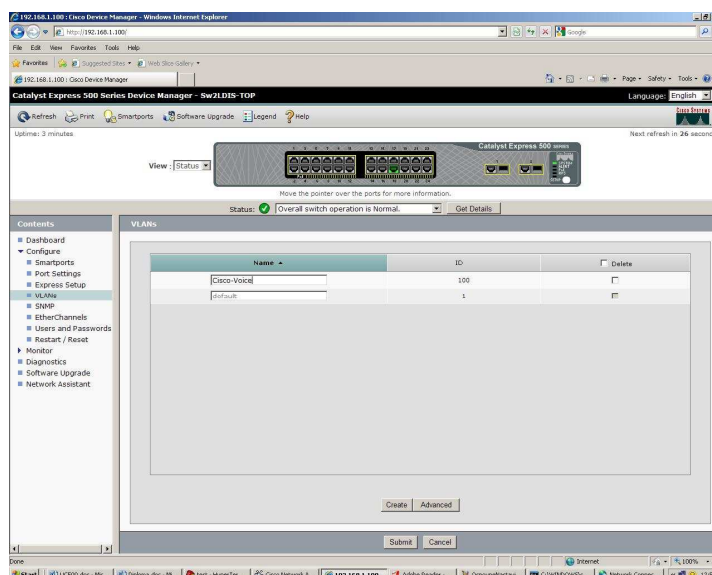 192.168.1.100 : Cisco Device Manager - Windows Internet Explorer
http://192.168.1.100/
Google
File Edit View Favorites Tools Help
Favorites Suggested Sites Web Slice Gallery
192.168.1.100 : Cisco Device Manager
Page Safety Tools
Catalyst Express 500 Series Device Manager - Sw2LDIS-TOP
Language: English
Refresh Print Smartports Software Upgrade Legend Help
CISCO SYSTEMS
Uptime: 3 minutes
Next refresh in 26 second
Catalyst Express 500 SERIES
View : Status
Move the pointer over the ports for more information.
Status: Overall switch operation is Normal. Get Details
Contents
VLANs
Dashboard
Configure
Smartports
Port Settings
Express Setup
VLANs
SNMP
EtherChannels
Users and Passwords
Restart / Reset
Monitor
Diagnostics
Software Upgrade
Network Assistant
Name ID Delete
Cisco-Voice 100
default 1
Create Advanced
Submit Cancel
Done
Internet 100%
Start